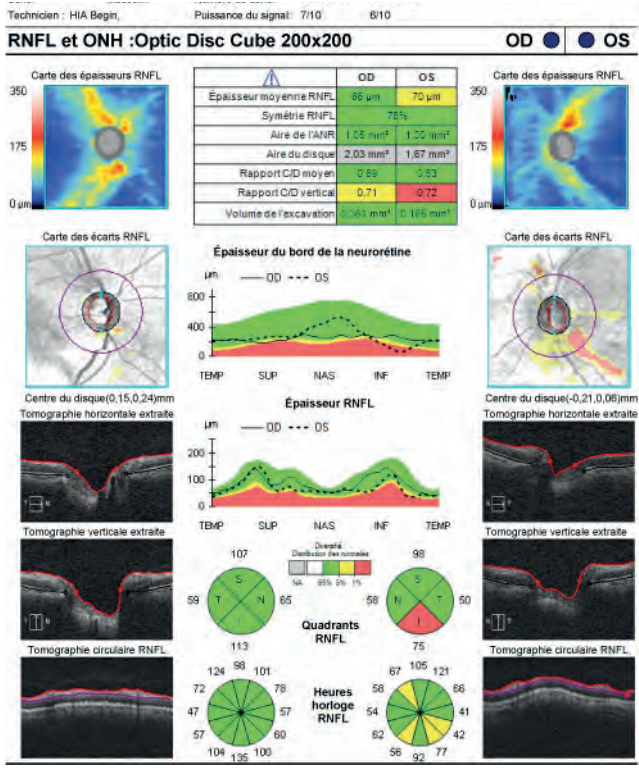 Technicien : HIA Begin, Puissance du signal: 7/10 6/10
RNFL et ONH :Optic Disc Cube 200x200 OD OS
Carte des épaisseurs RNFL
350
175
0 µm
OD OS
Épaisseur moyenne RNFL 86 µm 70 µm
Symétrie RNFL 75%
Aire de l'ANR
Aire du disque 2,03 mm² 1,67 mm²
Rapport C/D moyen
Rapport C/D vertical 0,71 0,72
Volume de l'excavation
Carte des épaisseurs RNFL
350
175
0 µm
Carte des écarts RNFL
Centre du disque(0,15,0,24)mm
Épaisseur du bord de la neurorétine
µm OD OS
800
400
0
TEMP SUP NAS INF TEMP
Carte des écarts RNFL
Centre du disque(-0,21,0,06)mm
Tomographie horizontale extraite
T N
Épaisseur RNFL
µm OD OS
200
100
0
TEMP SUP NAS INF TEMP
Tomographie horizontale extraite
N T
Tomographie verticale extraite
Diversifié
Distribution des normales
NA 95% 5% 1%
107
59 S T N I 65
113
98
58 S N T I 50
75
Quadrants RNFL
Tomographie verticale extraite
Tomographie circulaire RNFL
98
124 101
72 78
47 57
57 60
104 100
135
Heures horloge RNFL
105
67 121
58 66
54 41
62 42
56 77
92
Tomographie circulaire RNFL